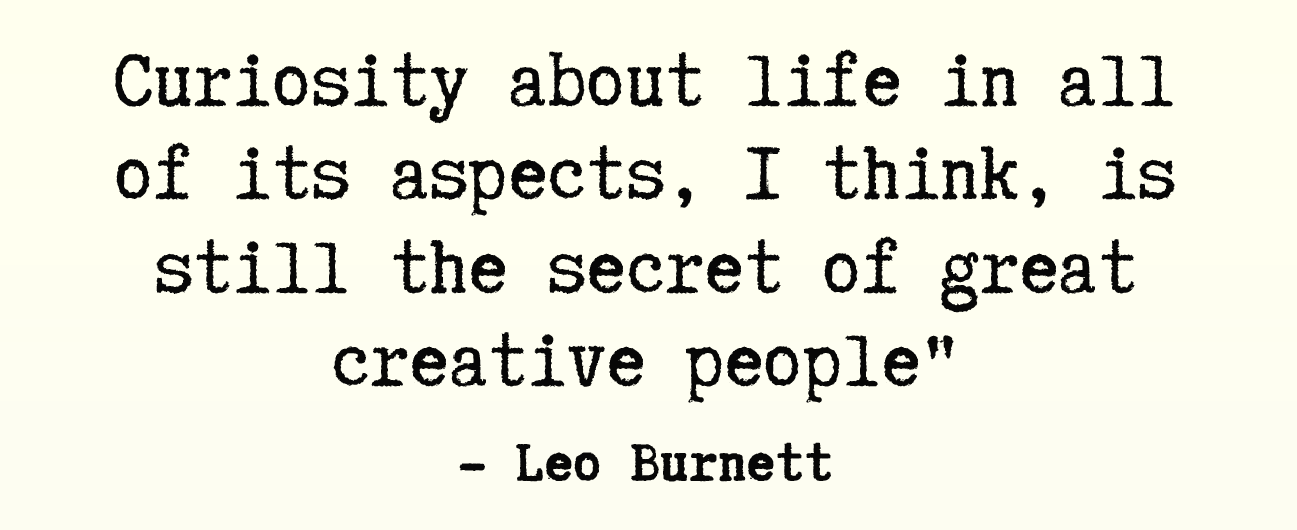 Curiosity about life in all
of its aspects, I think, is
still the secret of great
creative people"
- Leo Burnett